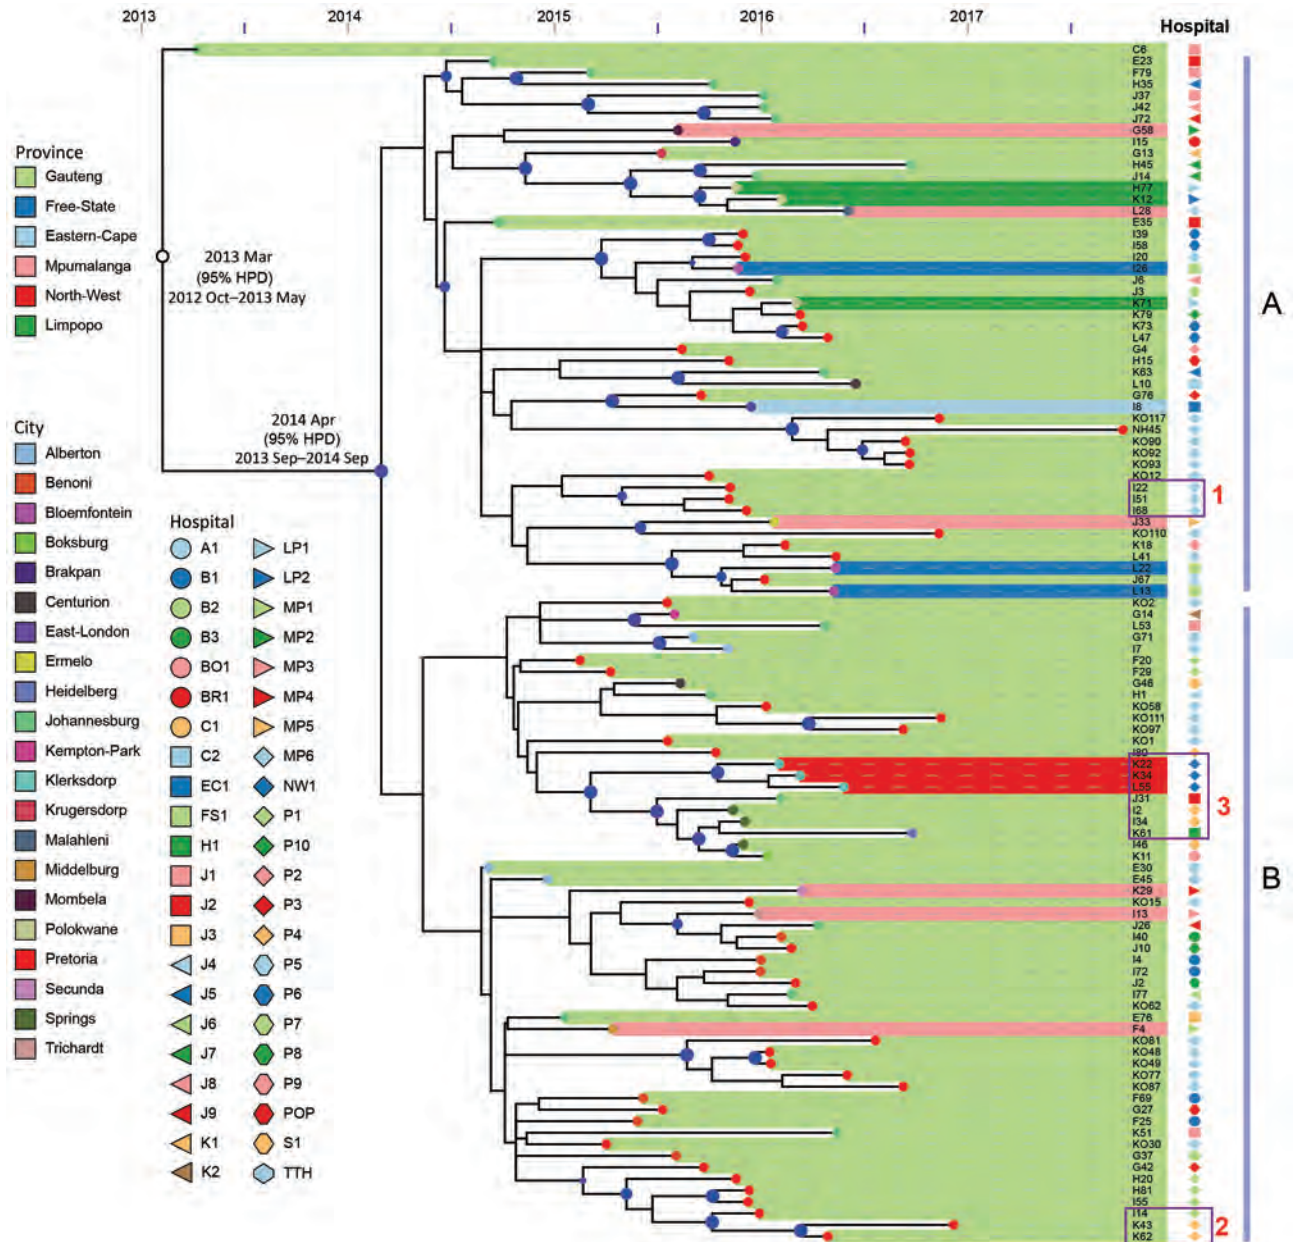 2013 2014 2015 2016 2017
Hospital
Province
Gauteng
Free-State
Eastern-Cape
Mpumalanga
North-West
Limpopo
2013 Mar
(95% HPD)
2012 Oct–2013 May
2014 Apr
(95% HPD)
2013 Sep–2014 Sep
City
Alberton
Benoni
Bloemfontein
Boksburg
Brakpan
Centurion
East-London
Ermelo
Heidelberg
Johannesburg
Kempton-Park
Klerksdorp
Krugersdorp
Malahleni
Middelburg
Mombela
Polokwane
Pretoria
Secunda
Springs
Trichardt
Hospital
A1
B1
B2
B3
BO1
BR1
C1
C2
EC1
FS1
H1
J1
J2
J3
J4
J5
J6
J7
J8
J9
K1
K2
LP1
LP2
MP1
MP2
MP3
MP4
MP5
MP6
NW1
P1
P10
P2
P3
P4
P5
P6
P7
P8
P9
POP
S1
TTH
C6
E23
F79
H35
J37
J42
J72
G58
I15
G13
H45
J14
H77
K12
L28
E35
I39
I58
I20
I26
J6
J3
K71
K79
K73
L47
G4
H15
K63
L10
G76
I8
KO117
NH45
KO90
KO92
KO93
KO12
I22
I51
I68
J33
KO110
K18
L41
L22
J67
L13
KO2
G14
L53
G71
I7
F20
F29
G46
H1
KO58
KO111
KO97
KO1
I80
K22
K34
L55
J31
I2
I34
K61
I46
K11
E30
E45
K29
KO15
I13
J26
I40
J10
I4
I72
J2
I77
KO62
E76
F4
KO81
KO48
KO49
KO77
KO87
F69
G27
F25
K51
KO30
G37
G42
H20
H81
I55
I14
K43
K62
A
1
3
B
2